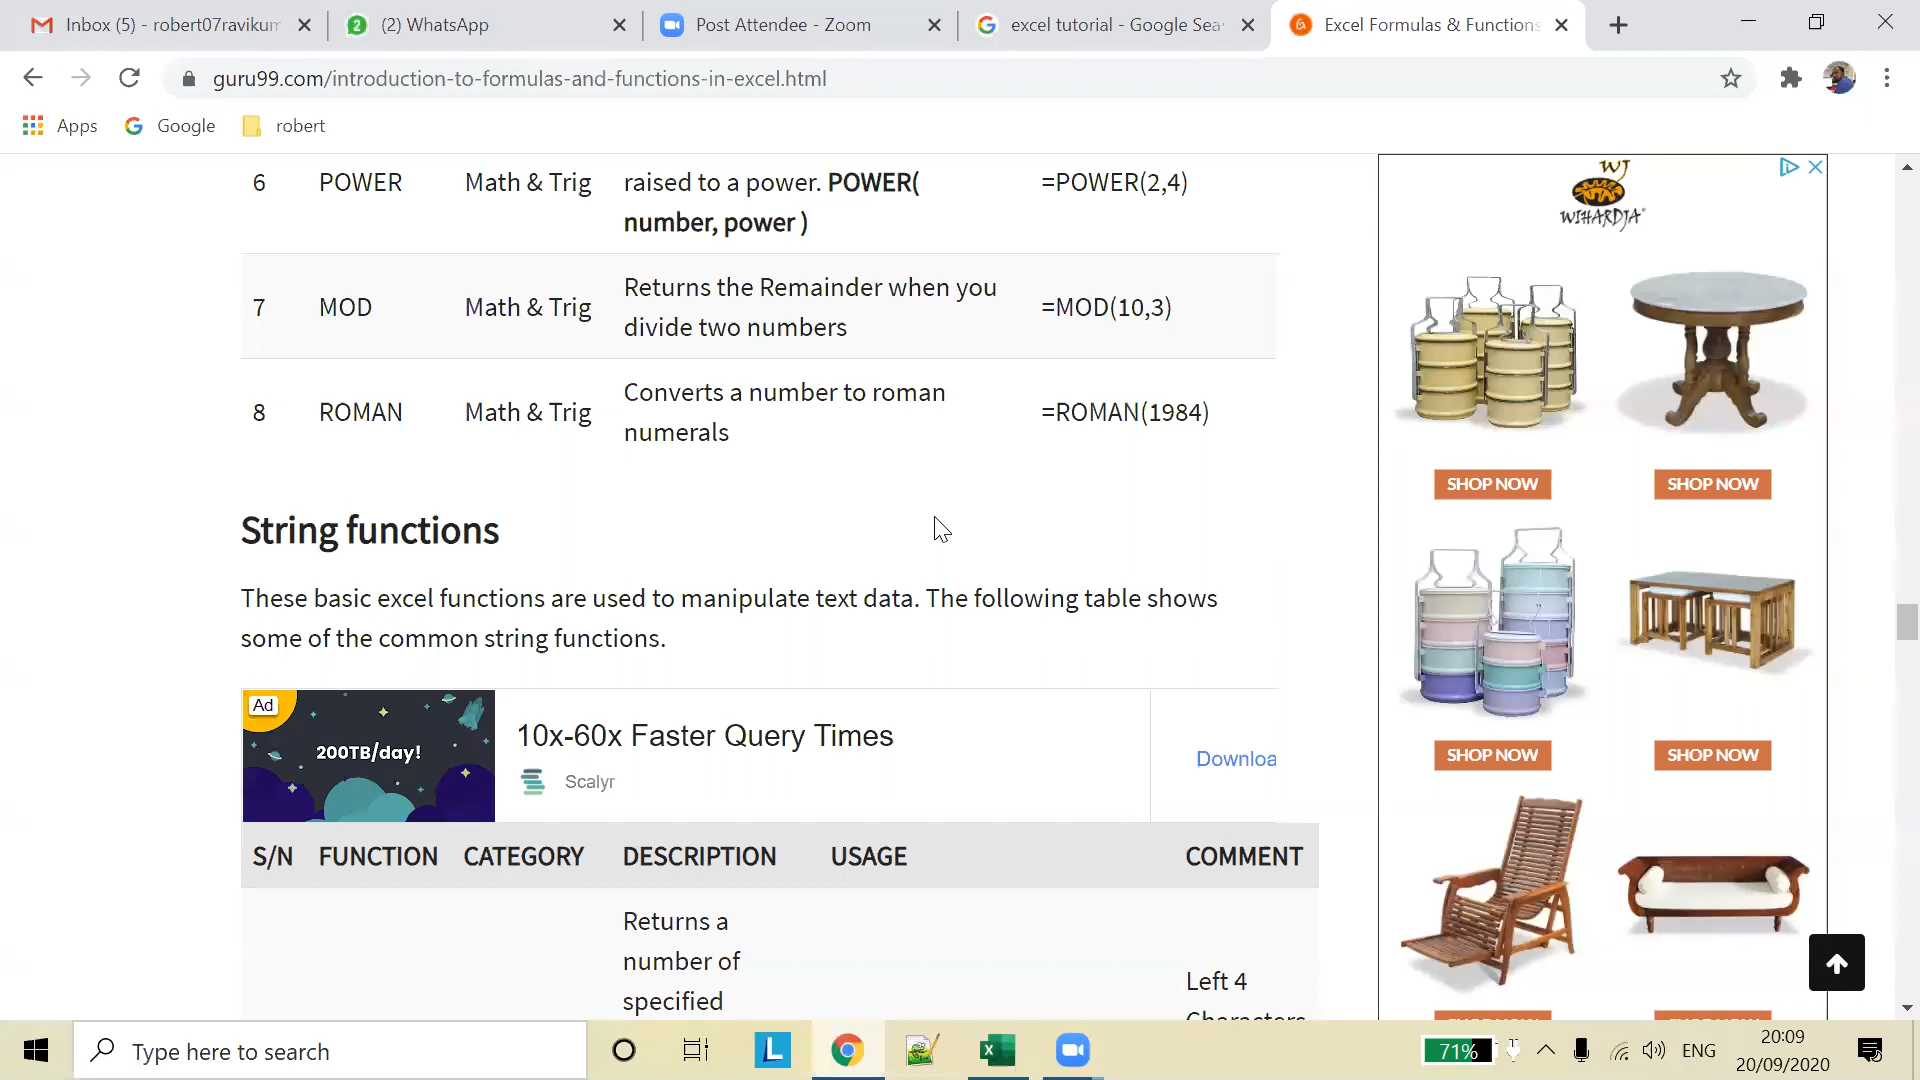 Inbox (5) - robert07ravikum
2
(2) WhatsApp
Post Attendee - Zoom
excel tutorial - Google Sea
Excel Formulas & Functions
guru99.com/introduction-to-formulas-and-functions-in-excel.html
Apps
Google
robert
6 POWER Math & Trig raised to a power. POWER( =POWER(2,4)
number, power )
Returns the Remainder when you
7 MOD Math & Trig =MOD(10,3)
divide two numbers
Converts a number to roman
8 ROMAN Math & Trig =ROMAN(1984)
numerals
String functions
These basic excel functions are used to manipulate text data. The following table shows
some of the common string functions.
Ad
200TB/day!
10x-60x Faster Query Times
Scalyr
Downloa
S/N FUNCTION CATEGORY DESCRIPTION USAGE COMMENT
Returns a
number of
specified
Left 4
Characters
WJ
WIHARDJA
SHOP NOW SHOP NOW
SHOP NOW SHOP NOW
Type here to search
L
71%
ENG
20:09
20/09/2020